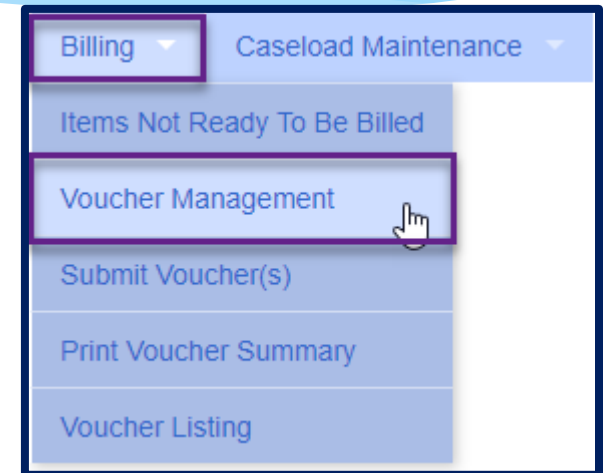 Billing Caseload Maintenance
Items Not Ready To Be Billed
Voucher Management
Submit Voucher(s)
Print Voucher Summary
Voucher Listing